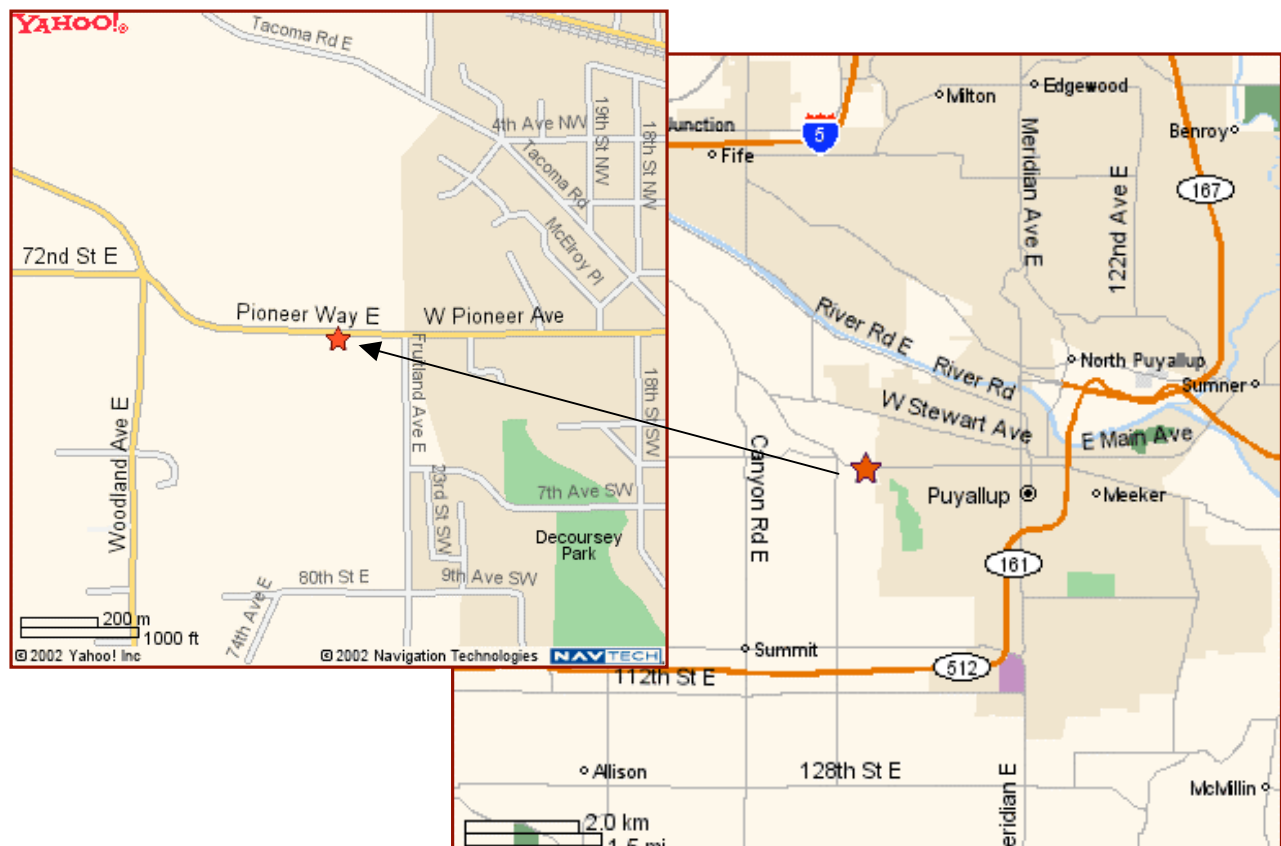 YAHOO!®
Tacoma Rd E
4th Ave NW
19th St NW
18th St NW
Tacoma Rd
McElroy Pl
72nd St E
Pioneer Way E
W Pioneer Ave
Fruitland Ave E
18th St SW
Woodland Ave E
23rd St SW
7th Ave SW
Decoursey
Park
80th St E
9th Ave SW
74th Ave E
200 m
1000 ft
© 2002 Yahoo! Inc
© 2002 Navigation Technologies
NAVTECH
Milton
Edgewood
Junction
5
Fife
Benroy
Meridian Ave E
122nd Ave E
167
River Rd E
River Rd
North Puyallup
Sumner
W Stewart Ave
E Main Ave
Canyon Rd E
Puyallup
Meeker
161
Summit
512
112th St E
Allison
128th St E
McMillin
eridian E
2.0 km
1.5 mi